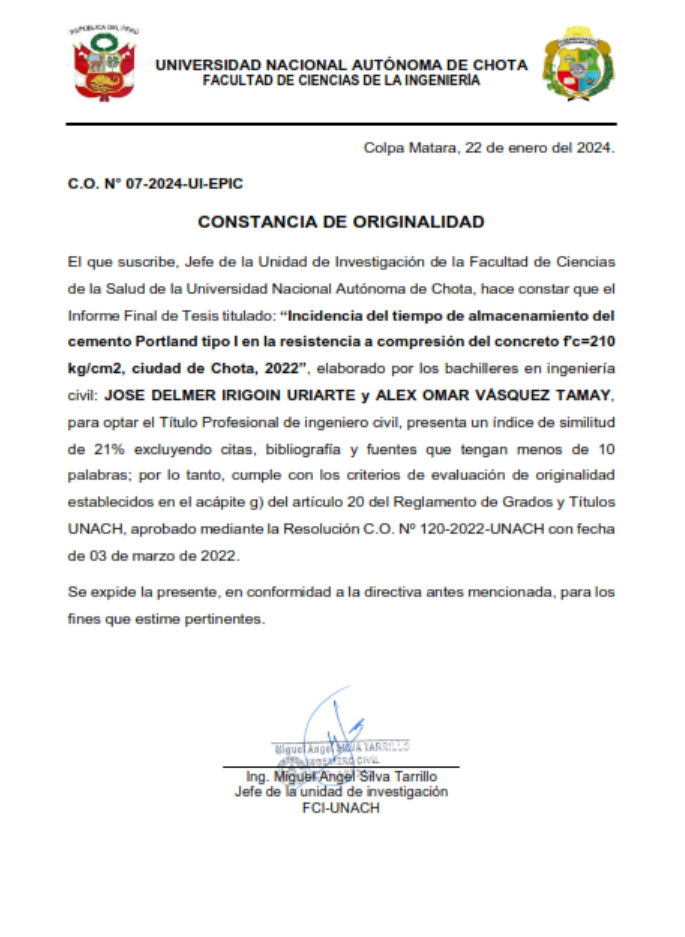 REPÚBLICA DEL PERÚ
UNIVERSIDAD NACIONAL AUTÓNOMA DE CHOTA
FACULTAD DE CIENCIAS DE LA INGENIERÍA
Colpa Matara, 22 de enero del 2024.
C.O. N° 07-2024-UI-EPIC
CONSTANCIA DE ORIGINALIDAD
El que suscribe, Jefe de la Unidad de Investigación de la Facultad de Ciencias
de la Salud de la Universidad Nacional Autónoma de Chota, hace constar que el
Informe Final de Tesis titulado: “Incidencia del tiempo de almacenamiento del
cemento Portland tipo I en la resistencia a compresión del concreto f'c=210
kg/cm2, ciudad de Chota, 2022”, elaborado por los bachilleres en ingeniería
civil: JOSE DELMER IRIGOIN URIARTE y ALEX OMAR VÁSQUEZ TAMAY,
para optar el Título Profesional de ingeniero civil, presenta un índice de similitud
de 21% excluyendo citas, bibliografía y fuentes que tengan menos de 10
palabras; por lo tanto, cumple con los criterios de evaluación de originalidad
establecidos en el acápite g) del artículo 20 del Reglamento de Grados y Títulos
UNACH, aprobado mediante la Resolución C.O. Nº 120-2022-UNACH con fecha
de 03 de marzo de 2022.
Se expide la presente, en conformidad a la directiva antes mencionada, para los
fines que estime pertinentes.
Miguel Angel SILVA TARRILLO
INGENIERO CIVIL
Ing. Miguel Angel Silva Tarrillo
Jefe de la unidad de investigación
FCI-UNACH